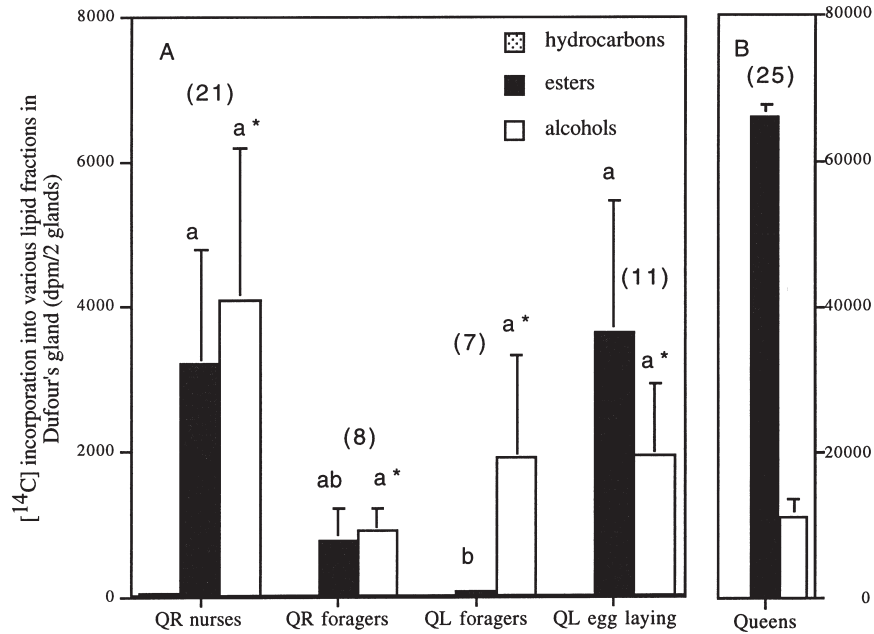 8000
6000
4000
2000
0
[14C] incorporation into various lipid fractions in
Dufour's gland (dpm/2 glands)
A
hydrocarbons
esters
alcohols
(21)
a
a *
(8)
ab
a *
(7)
b
a *
a
(11)
a *
QR nurses
QR foragers
QL foragers
QL egg laying
B
(25)
Queens
80000
60000
40000
20000
0